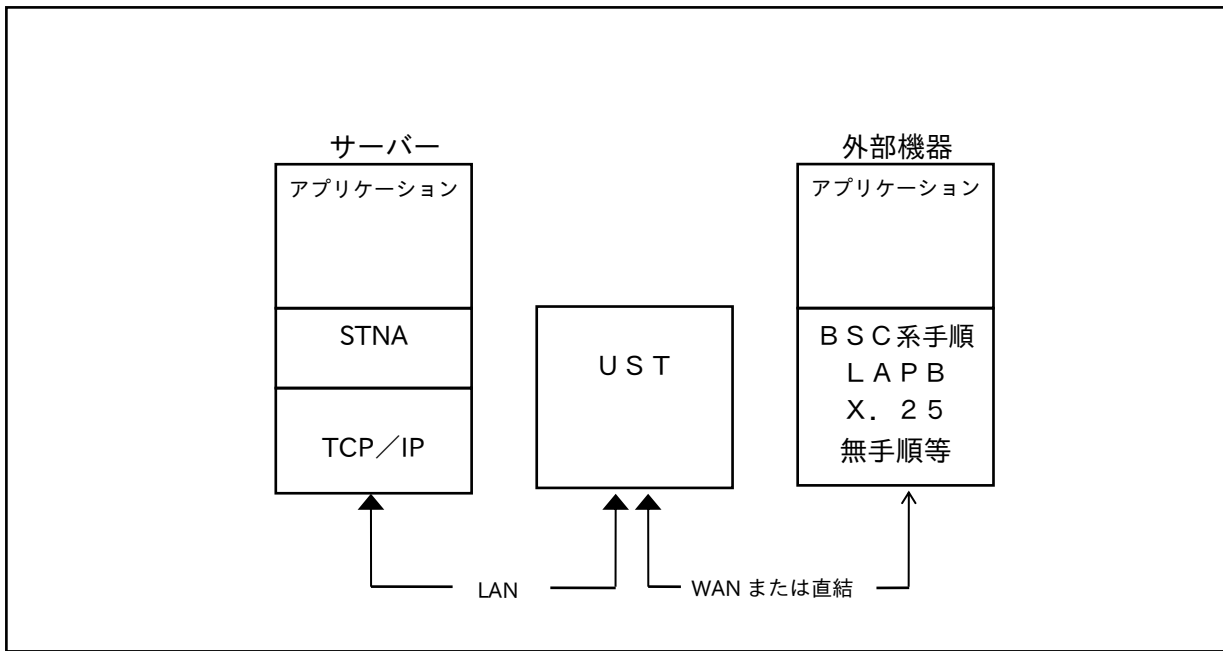 サーバー
アプリケーション
STNA
TCP／IP
ＵＳＴ
外部機器
アプリケーション
ＢＳＣ系手順
ＬＡＰＢ
Ｘ．２５
無手順等
LAN
WAN または直結